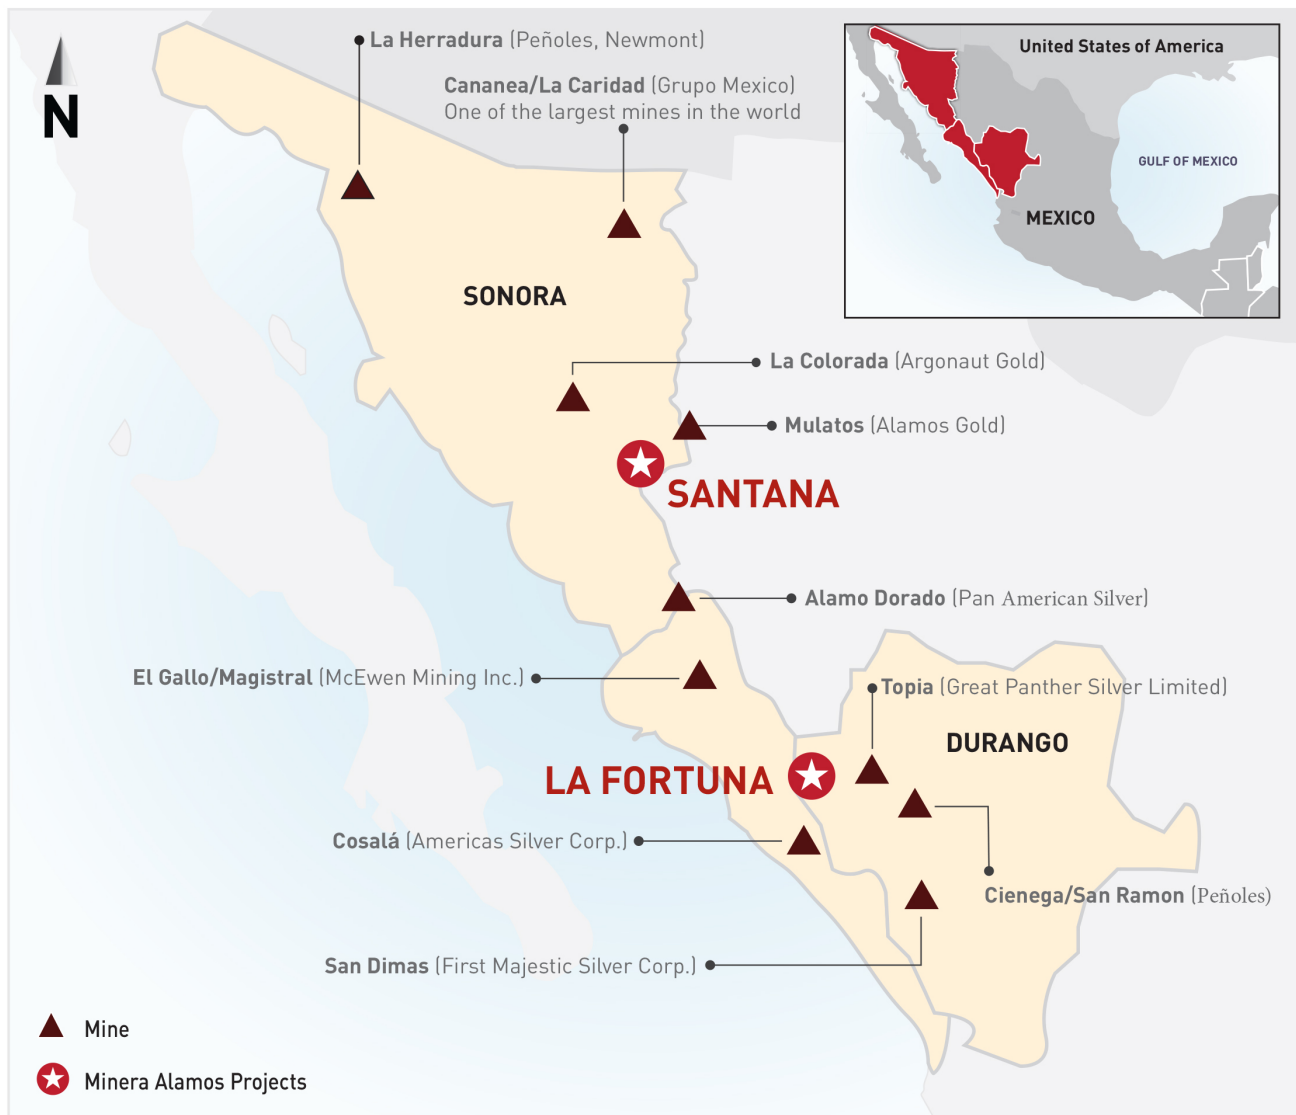 La Herradura (Peñoles, Newmont)
N
Cananea/La Caridad (Grupo Mexico)
One of the largest mines in the world
United States of America
GULF OF MEXICO
MEXICO
SONORA
La Colorada (Argonaut Gold)
Mulatos (Alamos Gold)
SANTANA
Alamo Dorado (Pan American Silver)
El Gallo/Magistral (McEwen Mining Inc.)
Topia (Great Panther Silver Limited)
DURANGO
LA FORTUNA
Cosalá (Americas Silver Corp.)
Cienega/San Ramon (Peñoles)
San Dimas (First Majestic Silver Corp.)
Mine
Minera Alamos Projects